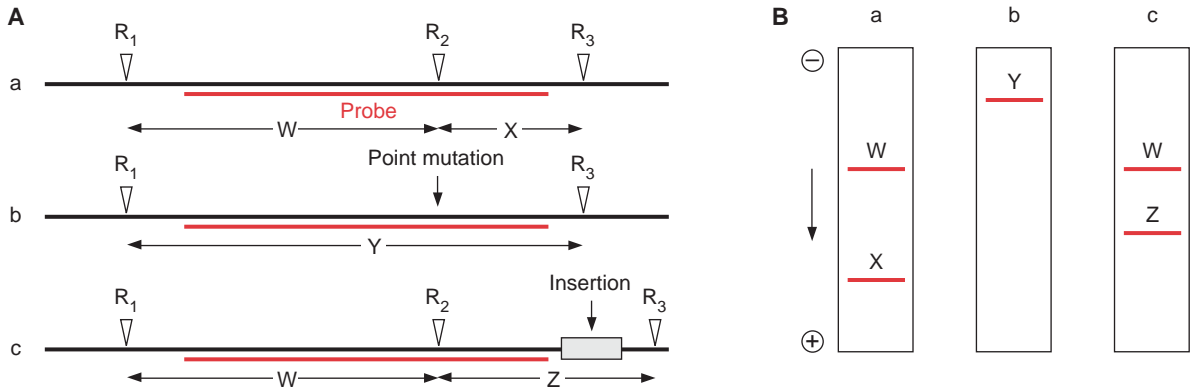 A
R1 R2 R3
a
Probe
W X
Point mutation
R1 R3
b
Y
Insertion
R1 R2 R3
c
W Z
B
a b c
−
Y
W W
Z
X
+